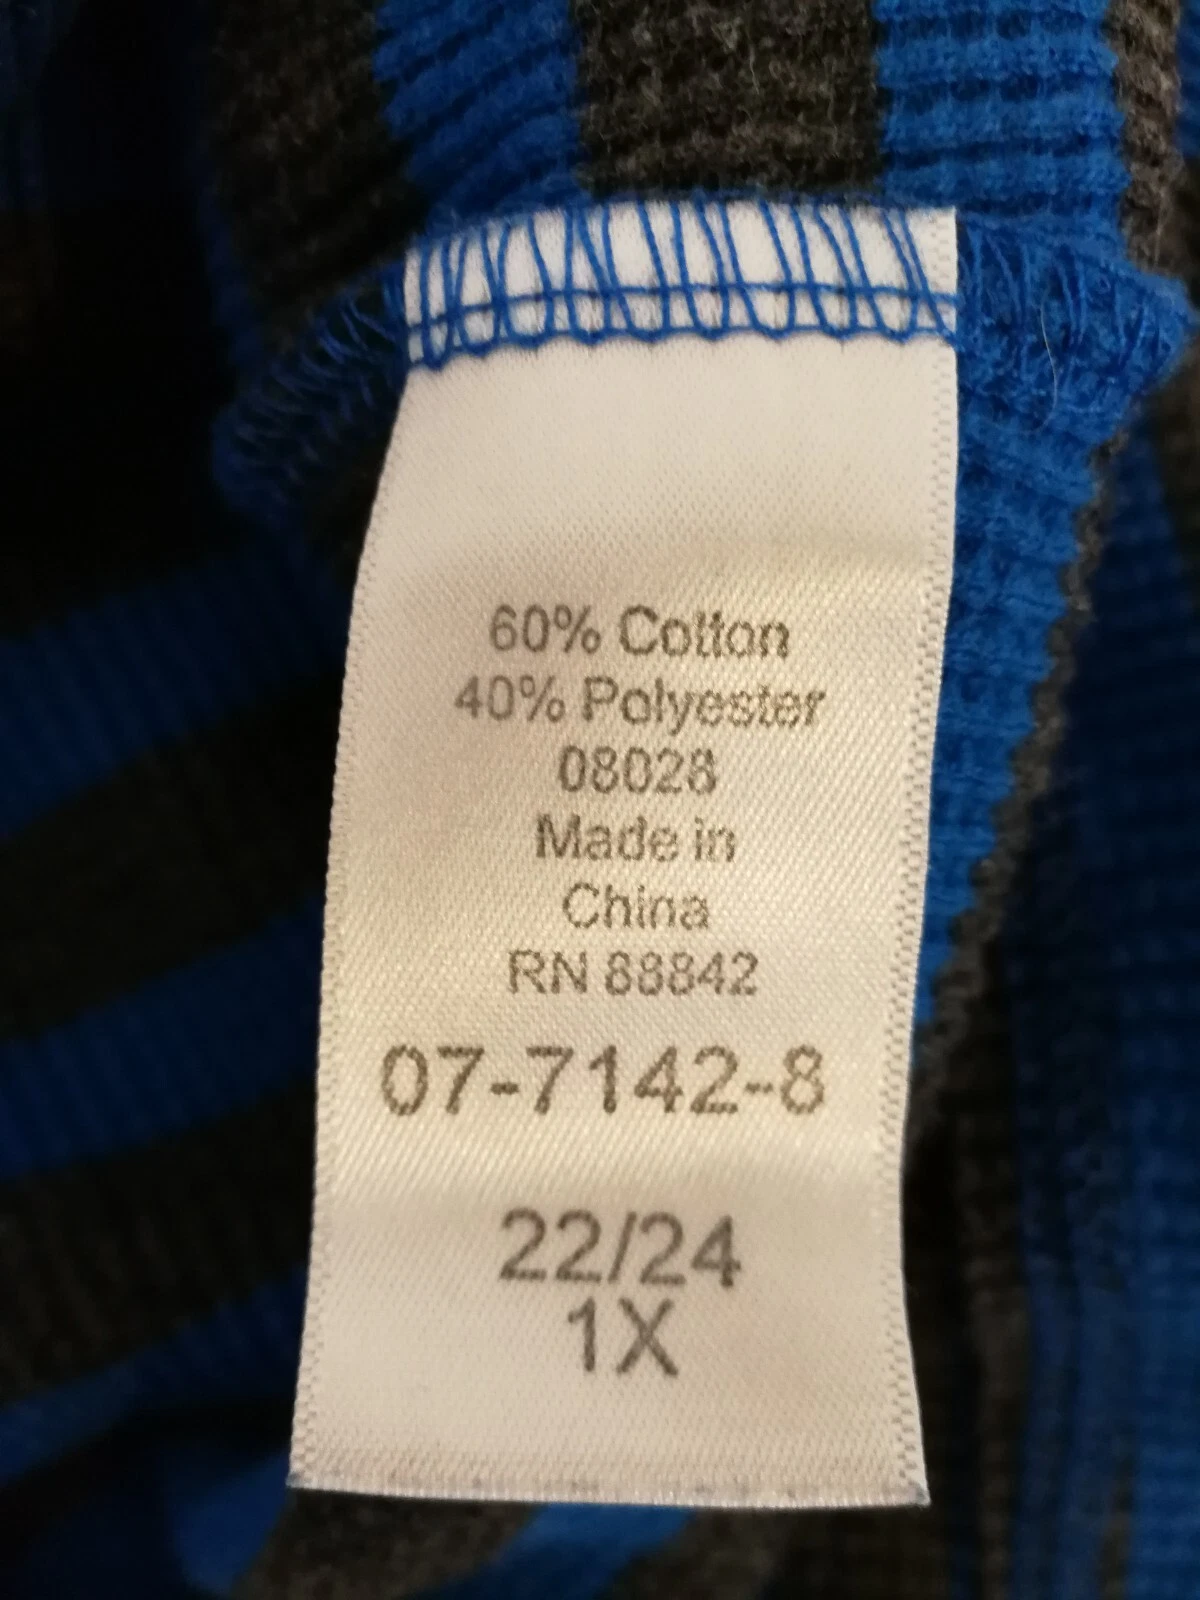 60% Cotton
40% Polyester
08028
Made in
China
RN 88842
07-7142-8
22/24
1X